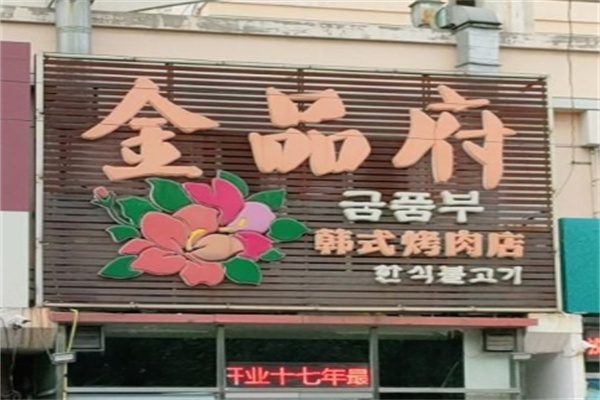 金品府
금품부
韩式烤肉店
한식불고기
开业十七年最